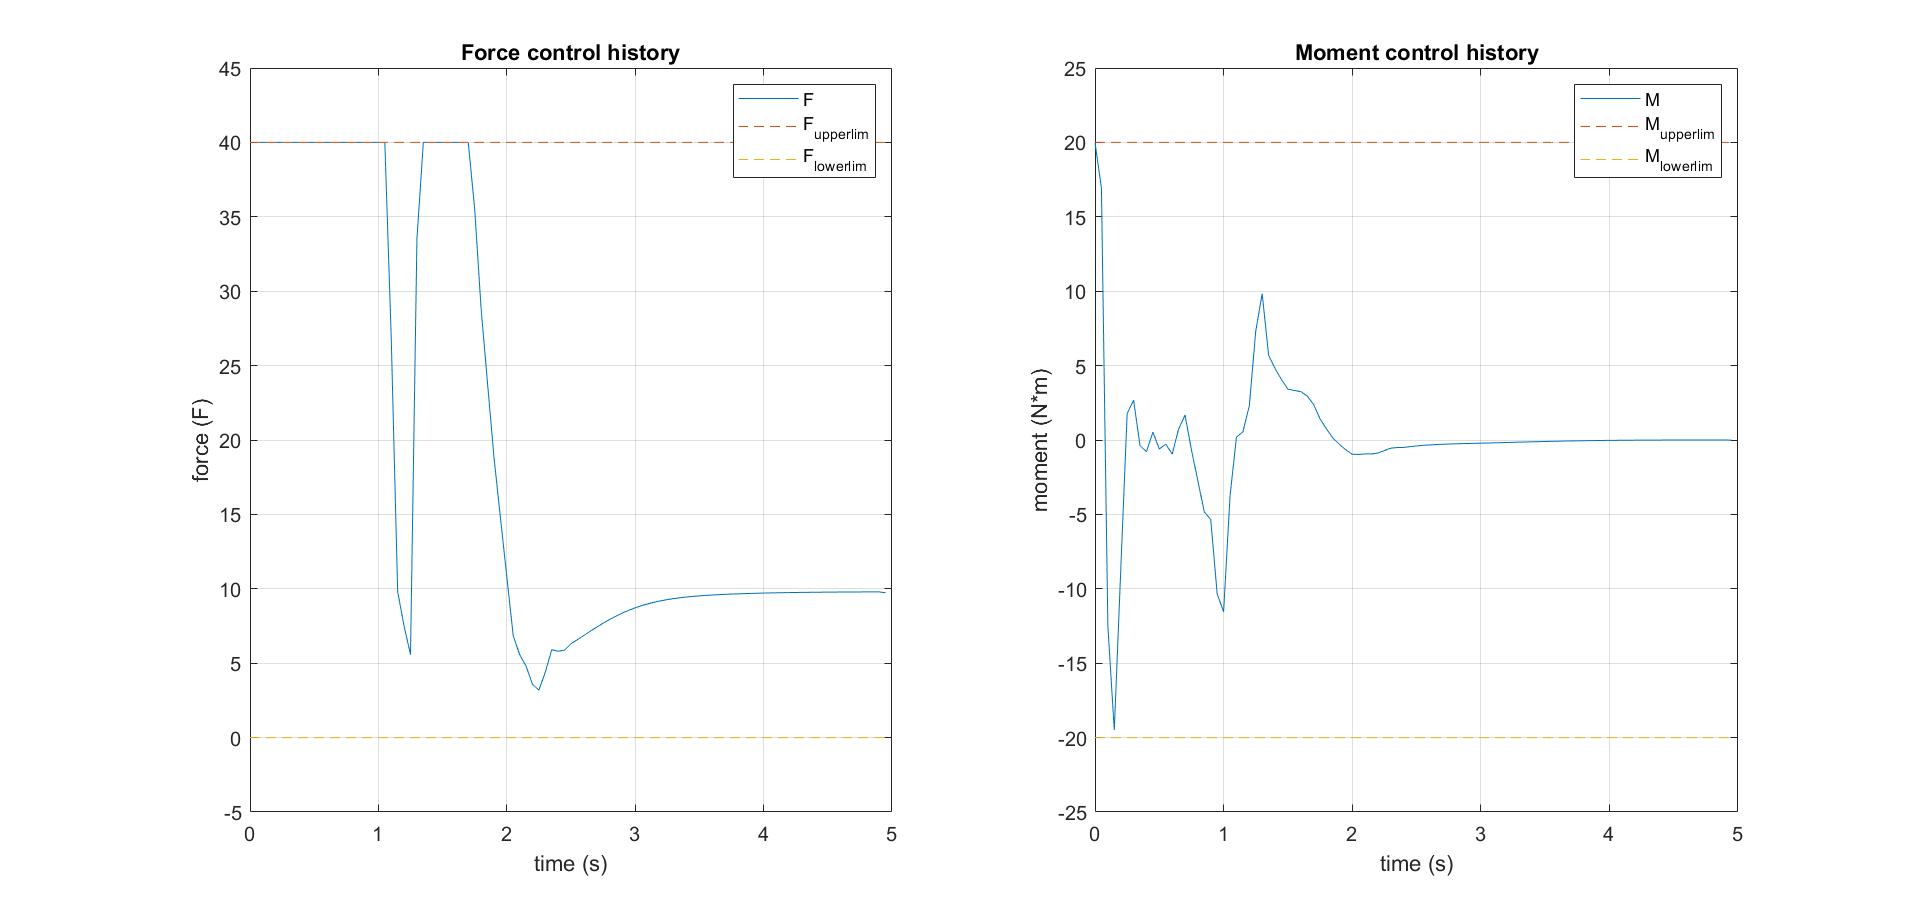 Force control history
45
40
35
30
25
20
15
10
5
0
-5
force (F)
F
F_upperlim
F_lowerlim
0 1 2 3 4 5
time (s)
Moment control history
25
20
15
10
5
0
-5
-10
-15
-20
-25
moment (N*m)
M
M_upperlim
M_lowerlim
0 1 2 3 4 5
time (s)